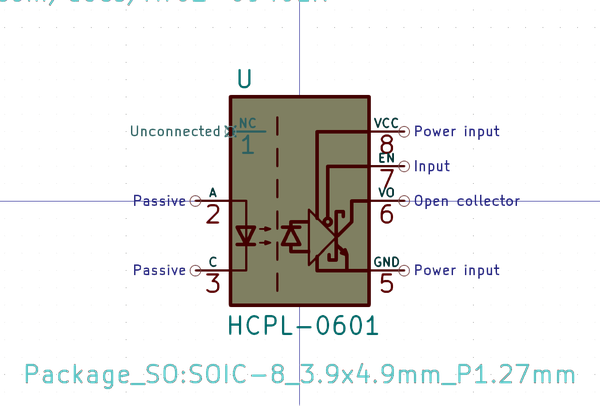 U
NC
1
Unconnected
VCC
8
Power input
EN
7
Input
A
2
Passive
VO
6
Open collector
C
3
Passive
GND
5
Power input
HCPL-0601
Package_SO:SOIC-8_3.9x4.9mm_P1.27mm